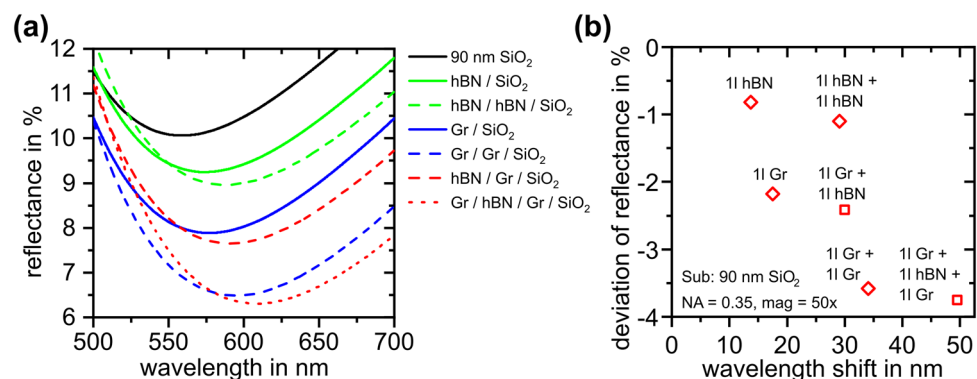 (a)
12
11
10
9
8
7
6
reflectance in %
500
550
600
650
700
wavelength in nm
90 nm SiO₂
hBN / SiO₂
hBN / hBN / SiO₂
Gr / SiO₂
Gr / Gr / SiO₂
hBN / Gr / SiO₂
Gr / hBN / Gr / SiO₂
(b)
0
-1
-2
-3
-4
deviation of reflectance in %
1l hBN
1l hBN +
1l hBN
1l Gr
1l Gr +
1l hBN
1l Gr +
1l Gr
1l Gr +
1l hBN +
1l Gr
Sub: 90 nm SiO₂
NA = 0.35, mag = 50x
0
10
20
30
40
50
wavelength shift in nm